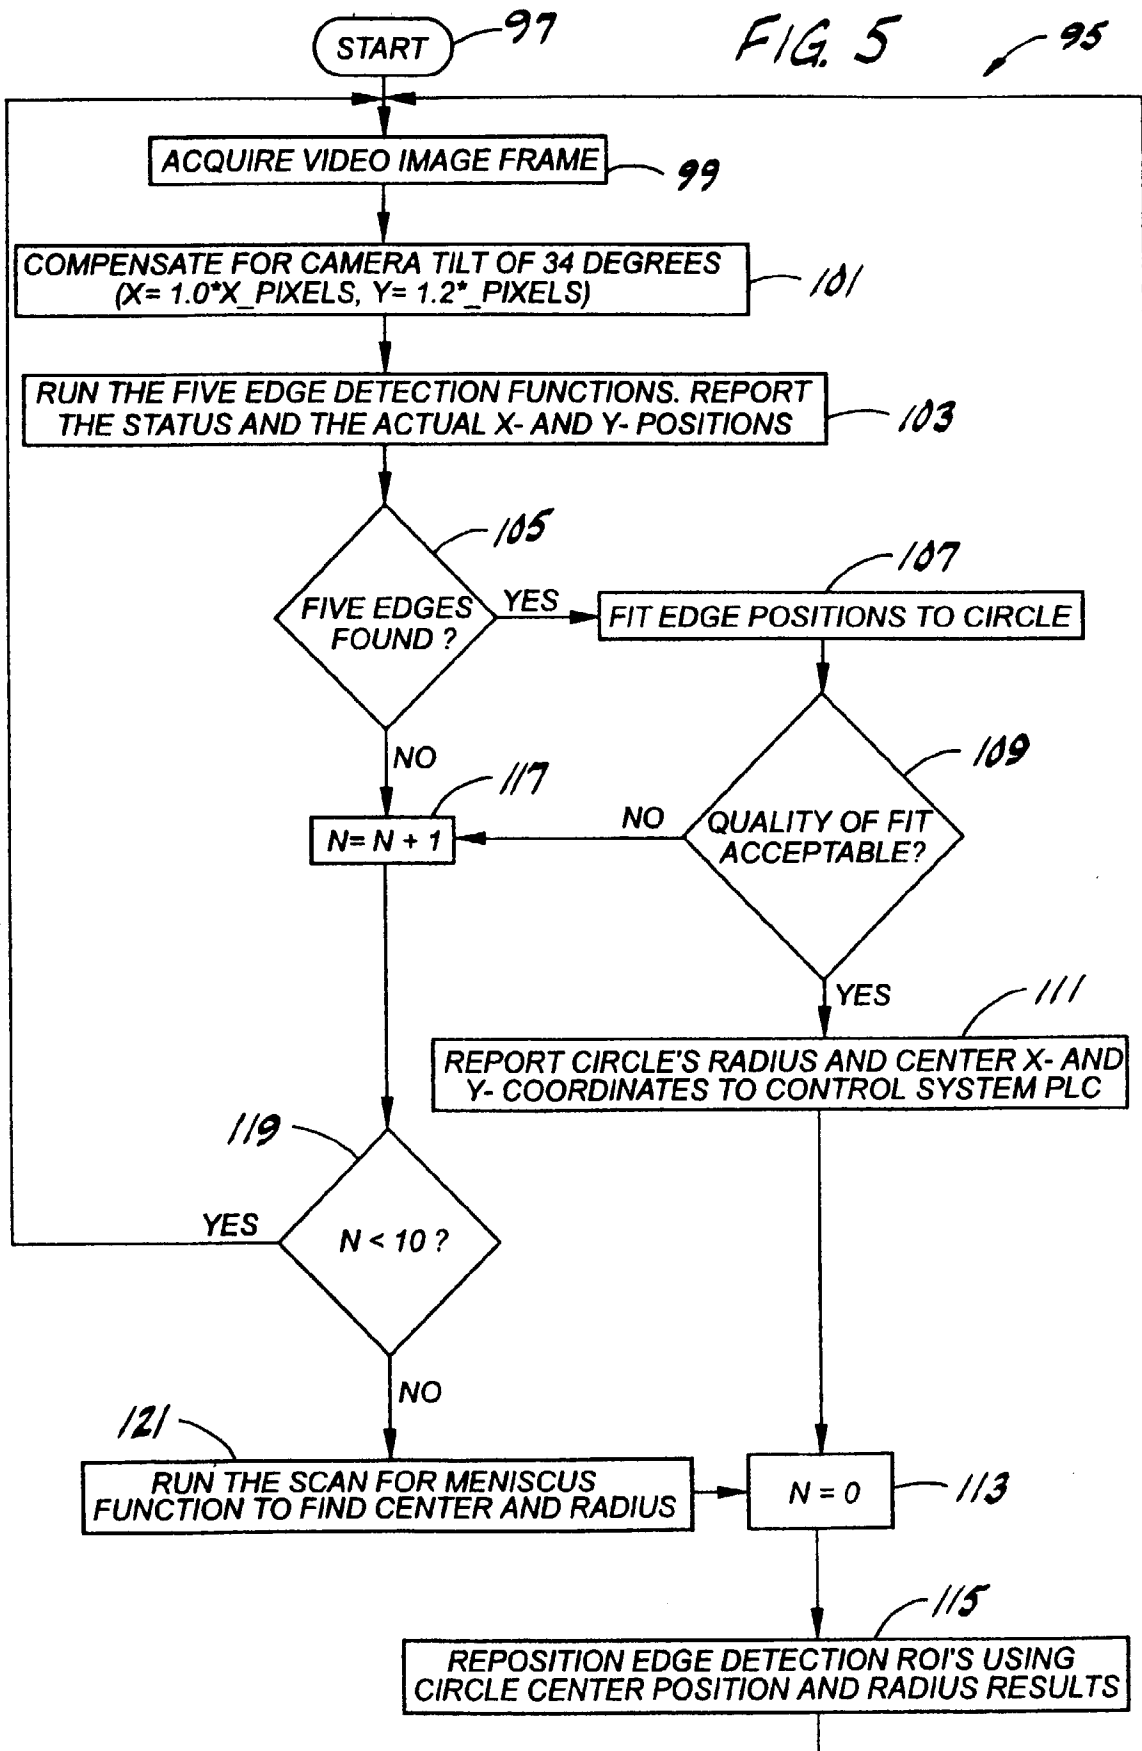 FIG. 5
95
START
97
ACQUIRE VIDEO IMAGE FRAME
99
COMPENSATE FOR CAMERA TILT OF 34 DEGREES
(X= 1.0*X_PIXELS, Y= 1.2*_PIXELS)
101
RUN THE FIVE EDGE DETECTION FUNCTIONS. REPORT
THE STATUS AND THE ACTUAL X- AND Y- POSITIONS
103
105
FIVE EDGES
FOUND ?
YES
107
FIT EDGE POSITIONS TO CIRCLE
NO
117
N= N + 1
109
NO
QUALITY OF FIT
ACCEPTABLE?
YES
111
REPORT CIRCLE'S RADIUS AND CENTER X- AND
Y- COORDINATES TO CONTROL SYSTEM PLC
119
YES
N < 10 ?
NO
121
RUN THE SCAN FOR MENISCUS
FUNCTION TO FIND CENTER AND RADIUS
N = 0
113
115
REPOSITION EDGE DETECTION ROI'S USING
CIRCLE CENTER POSITION AND RADIUS RESULTS